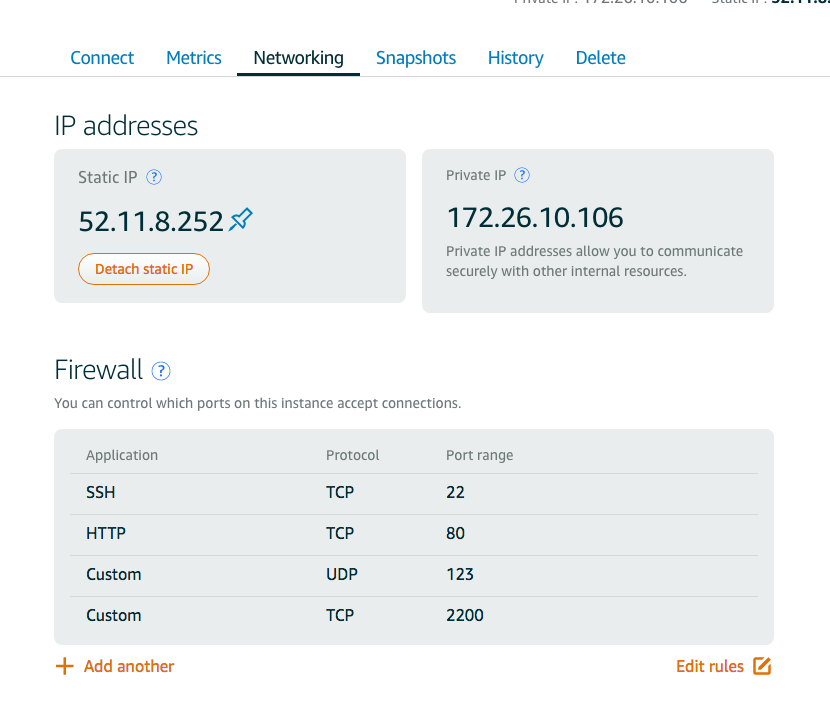 Private IP: 172.26.10.106 Static IP: 52.11.8.
Connect Metrics Networking Snapshots History Delete
IP addresses
Static IP ?
52.11.8.252
Detach static IP
Private IP ?
172.26.10.106
Private IP addresses allow you to communicate
securely with other internal resources.
Firewall ?
You can control which ports on this instance accept connections.
Application Protocol Port range
SSH TCP 22
HTTP TCP 80
Custom UDP 123
Custom TCP 2200
+ Add another Edit rules